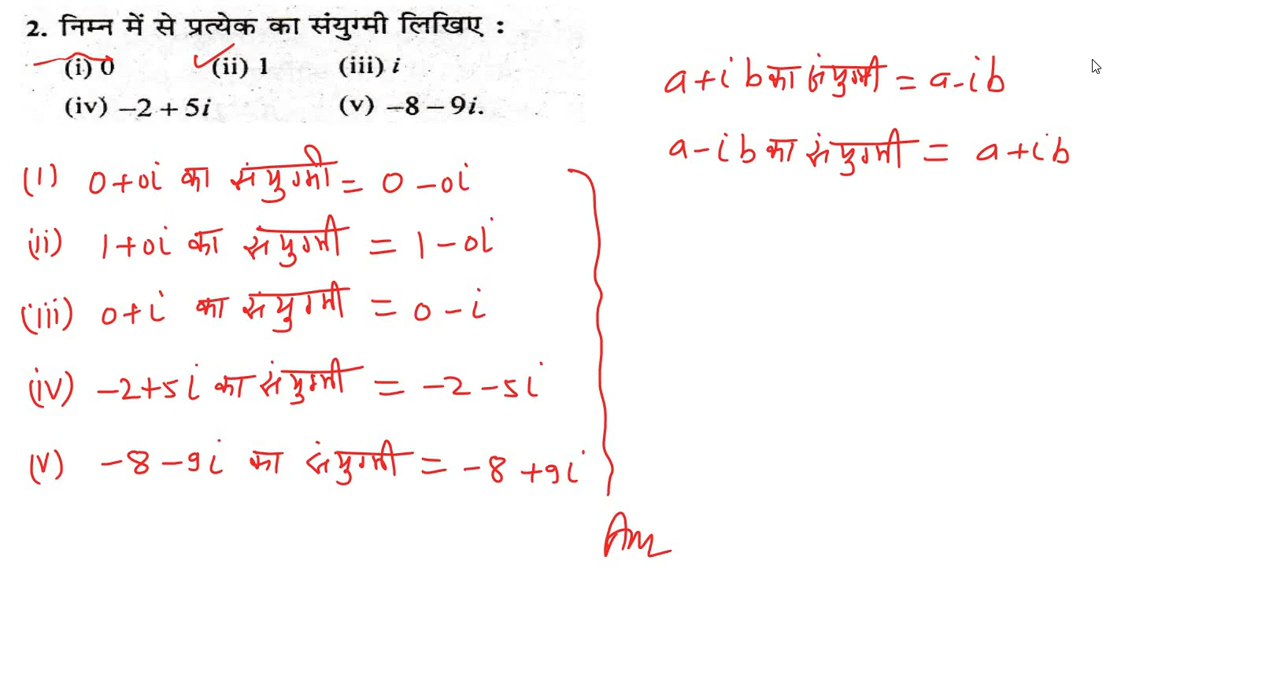 2. निम्न में से प्रत्येक का संयुग्मी लिखिए :
(i) 0 (ii) 1 (iii) i
(iv) −2 + 5i (v) −8 − 9i.
a+ib का संयुग्मी = a-ib
a-ib का संयुग्मी = a+ib
(i) 0+0i का संयुग्मी = 0-0i
(ii) 1+0i का संयुग्मी = 1-0i
(iii) 0+i का संयुग्मी = 0-i
(iv) -2+5i का संयुग्मी = -2-5i
(v) -8-9i का संयुग्मी = -8+9i
Ans